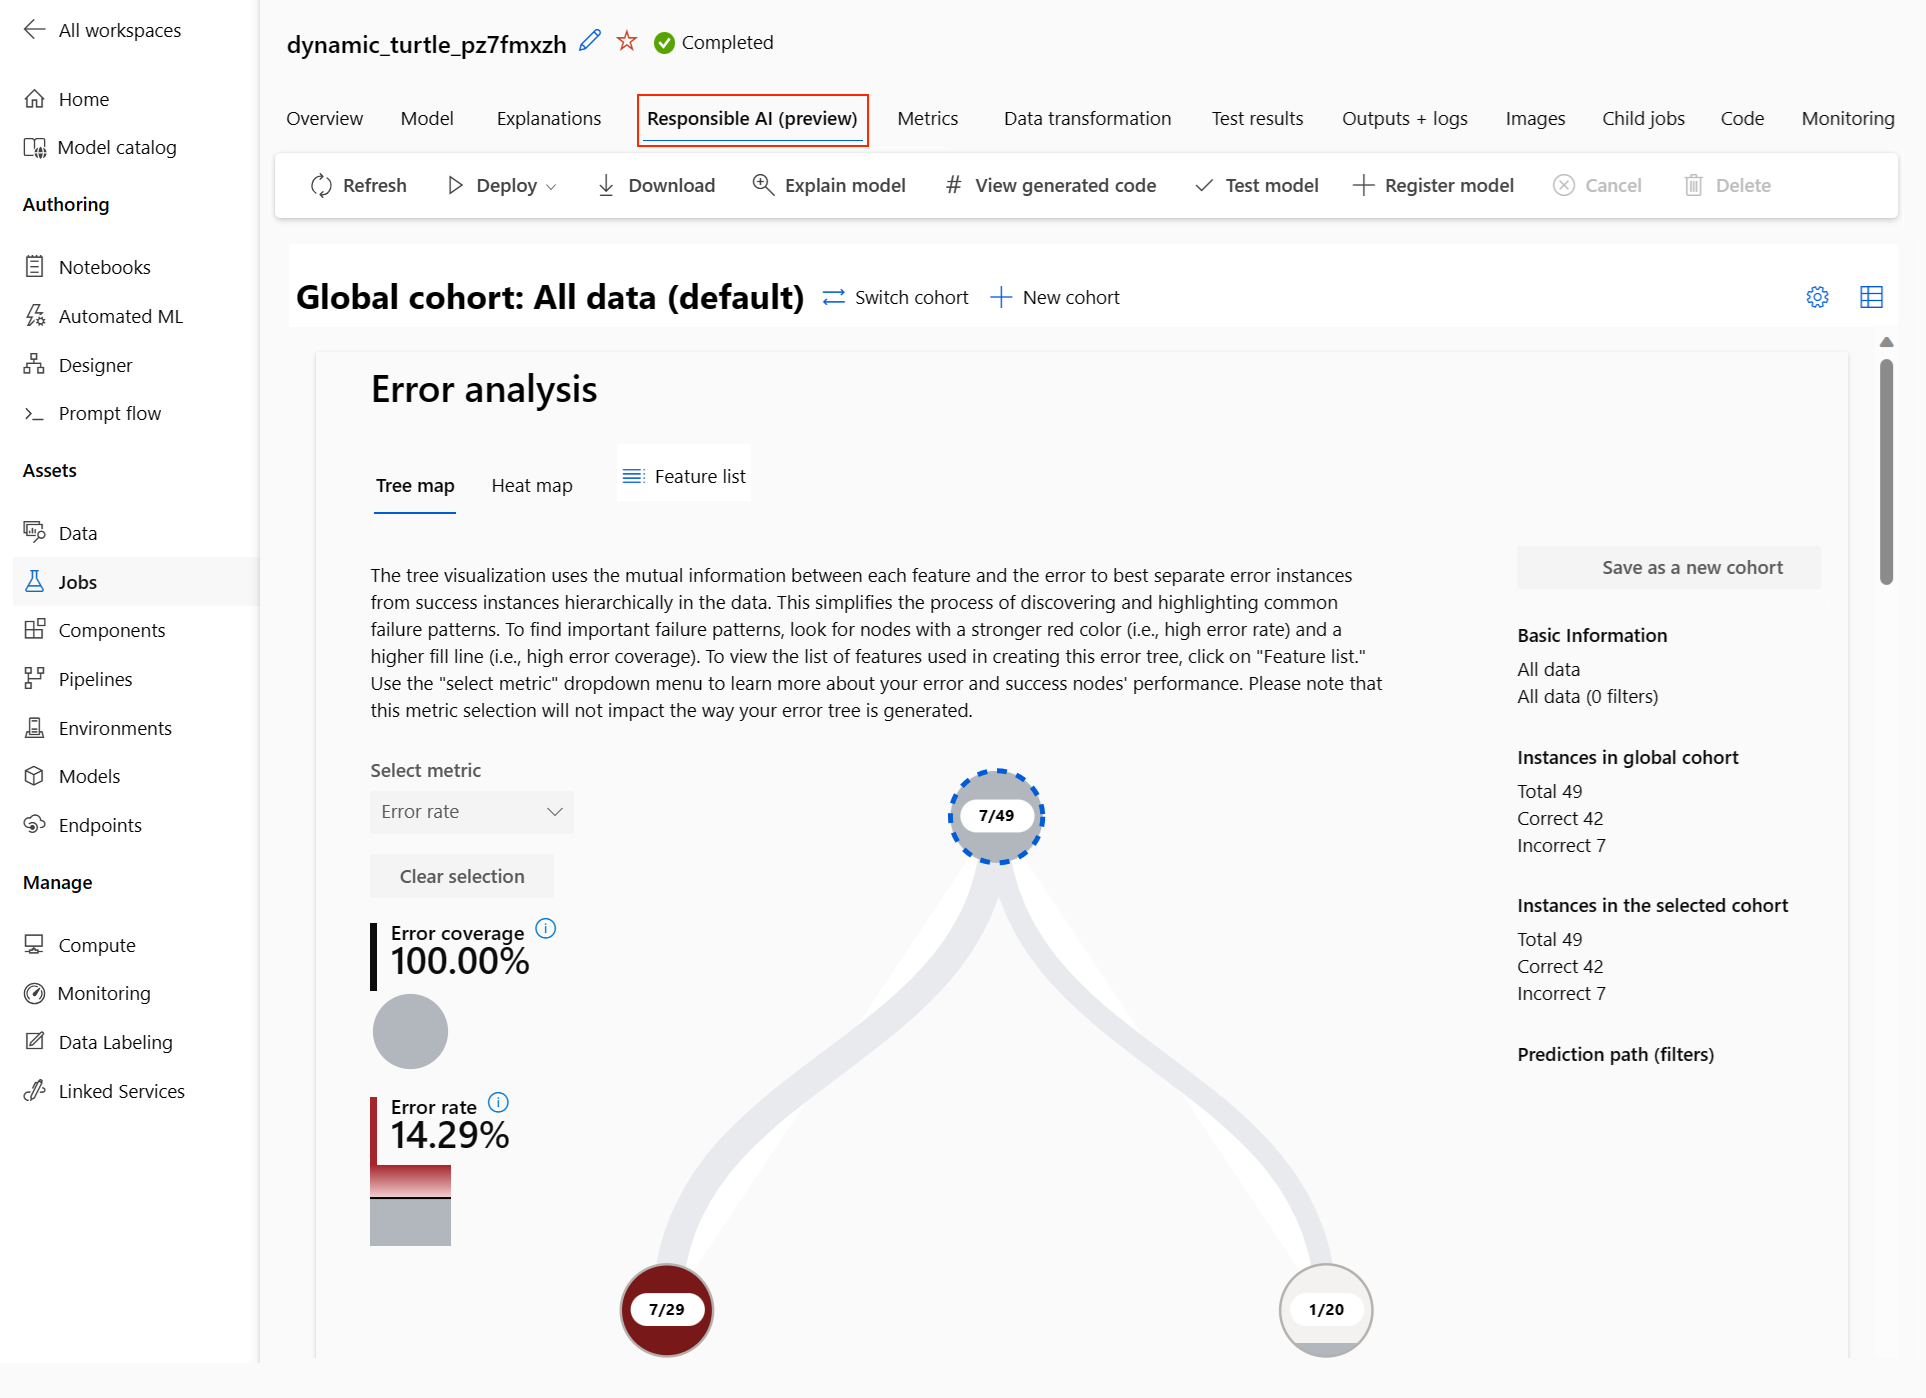 All workspaces
Home
Model catalog
Authoring
Notebooks
Automated ML
Designer
Prompt flow
Assets
Data
Jobs
Components
Pipelines
Environments
Models
Endpoints
Manage
Compute
Monitoring
Data Labeling
Linked Services
dynamic_turtle_pz7fmxzh Completed
Overview Model Explanations Responsible AI (preview) Metrics Data transformation Test results Outputs + logs Images Child jobs Code Monitoring
Refresh Deploy Download Explain model # View generated code Test model Register model Cancel Delete
Global cohort: All data (default) Switch cohort New cohort
Error analysis
Tree map Heat map Feature list
The tree visualization uses the mutual information between each feature and the error to best separate error instances
from success instances hierarchically in the data. This simplifies the process of discovering and highlighting common
failure patterns. To find important failure patterns, look for nodes with a stronger red color (i.e., high error rate) and a
higher fill line (i.e., high error coverage). To view the list of features used in creating this error tree, click on "Feature list."
Use the "select metric" dropdown menu to learn more about your error and success nodes' performance. Please note that
this metric selection will not impact the way your error tree is generated.
Select metric
Error rate
Clear selection
Error coverage
100.00%
Error rate
14.29%
7/49
7/29
1/20
Save as a new cohort
Basic Information
All data
All data (0 filters)
Instances in global cohort
Total 49
Correct 42
Incorrect 7
Instances in the selected cohort
Total 49
Correct 42
Incorrect 7
Prediction path (filters)